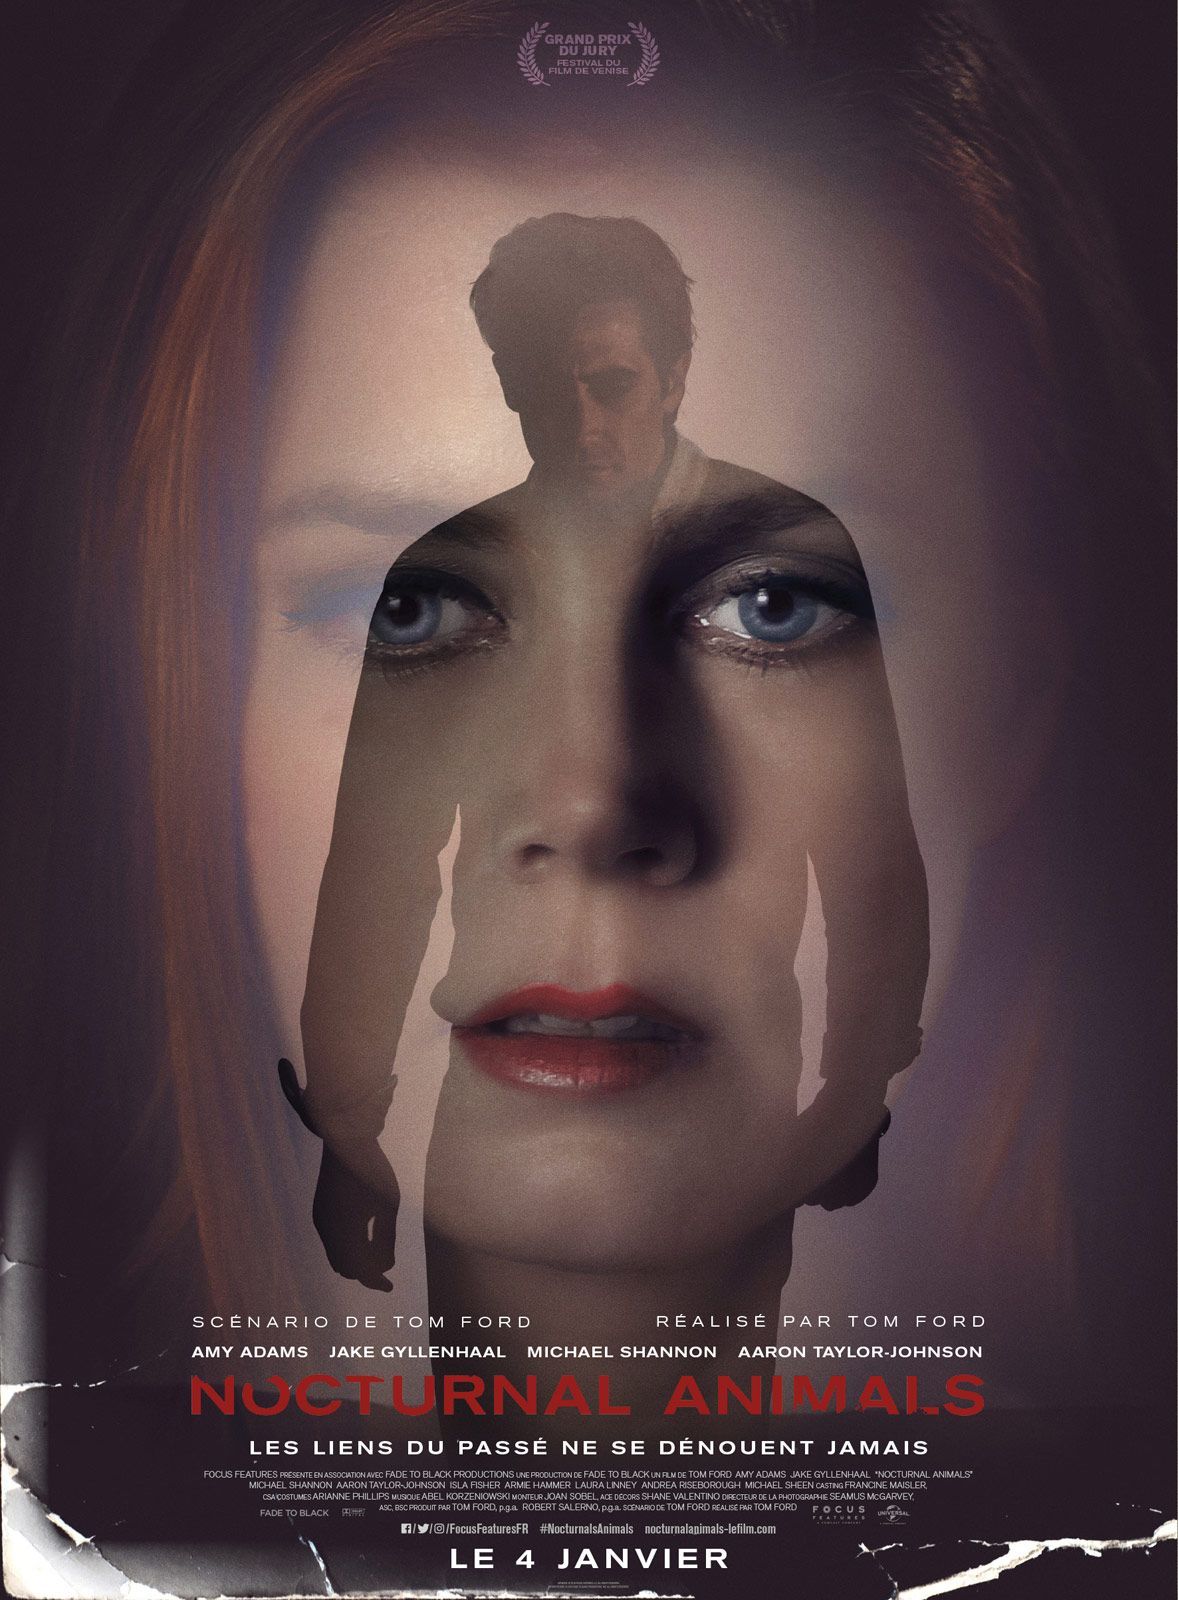 GRAND PRIX
DU JURY
FESTIVAL DU
FILM DE VENISE
SCÉNARIO DE TOM FORD RÉALISÉ PAR TOM FORD
AMY ADAMS JAKE GYLLENHAAL MICHAEL SHANNON AARON TAYLOR-JOHNSON
NOCTURNAL ANIMALS
LES LIENS DU PASSÉ NE SE DÉNOUENT JAMAIS
FOCUS FEATURES PRÉSENTE EN ASSOCIATION AVEC FADE TO BLACK PRODUCTIONS UNE PRODUCTION DE FADE TO BLACK UN FILM DE TOM FORD AMY ADAMS JAKE GYLLENHAAL "NOCTURNAL ANIMALS"
MICHAEL SHANNON AARON TAYLOR-JOHNSON ISLA FISHER ARMIE HAMMER LAURA LINNEY ANDREA RISEBOROUGH MICHAEL SHEEN CASTING FRANCINE MAISLER,
CSA COSTUMES ARIANNE PHILLIPS MUSIQUE ABEL KORZENIOWSKI MONTEUR JOAN SOBEL, ACE DÉCORS SHANE VALENTINO DIRECTEUR DE LA PHOTOGRAPHIE SEAMUS McGARVEY,
ASC, BSC PRODUIT PAR TOM FORD, p.g.a. ROBERT SALERNO, p.g.a. SCÉNARIO DE TOM FORD RÉALISÉ PAR TOM FORD
FADE TO BLACK FOCUS FEATURES UNIVERSAL
/FocusFeaturesFR #NocturnalsAnimals nocturnalanimals-lefilm.com
LE 4 JANVIER